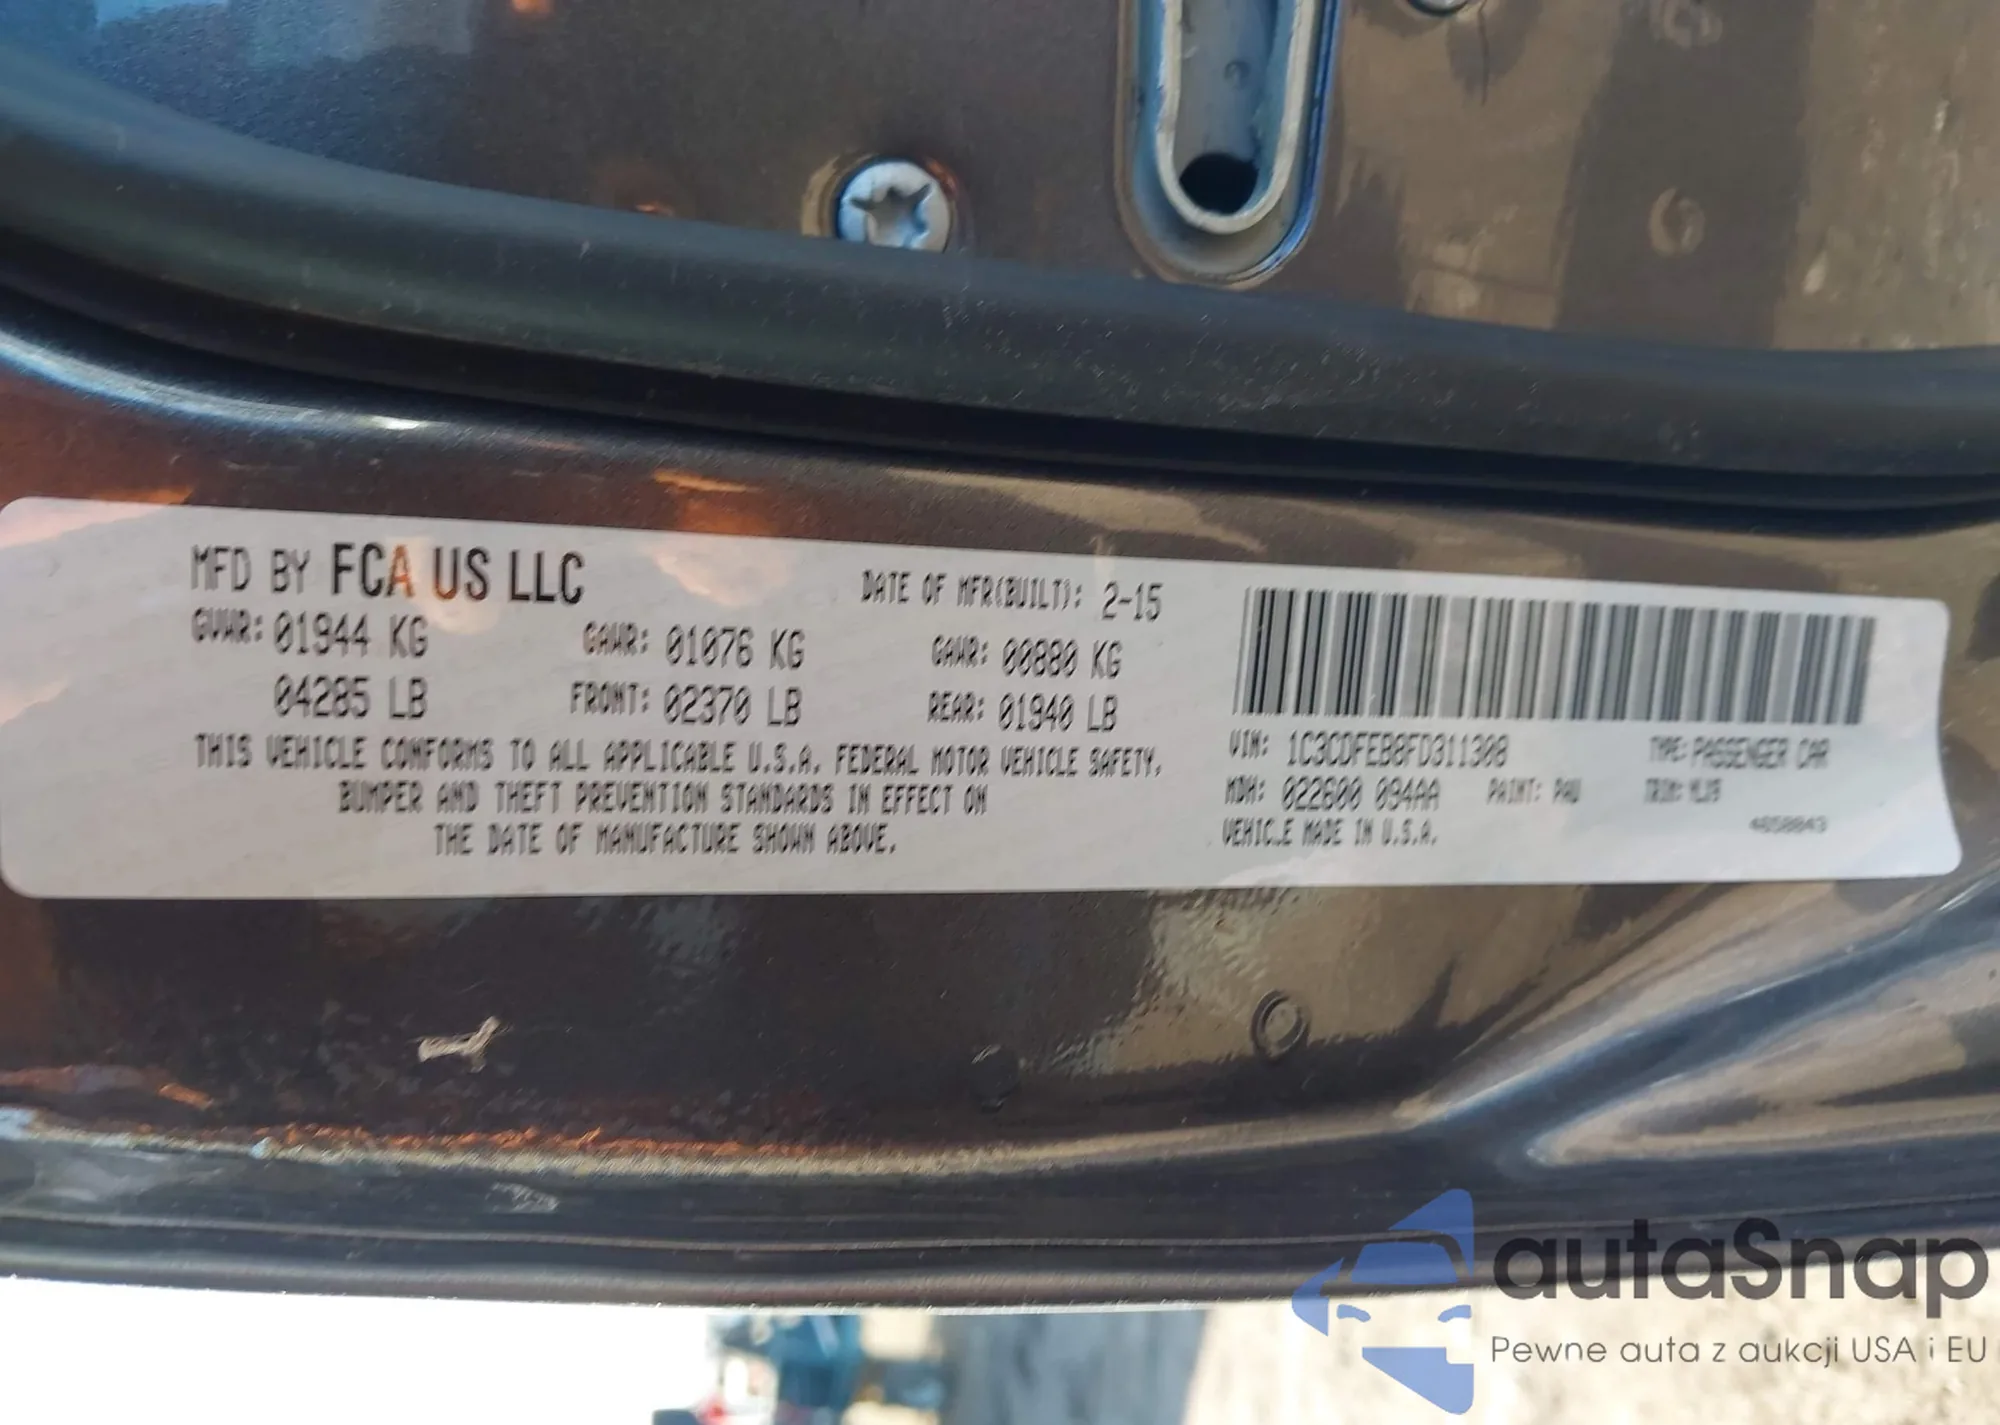 MFD BY FCA US LLC
DATE OF MFR(BUILT): 2-15
GVWR: 01944 KG
GAWR: 01076 KG
GAWR: 00880 KG
04285 LB
FRONT: 02370 LB
REAR: 01940 LB
THIS VEHICLE CONFORMS TO ALL APPLICABLE U.S.A. FEDERAL MOTOR VEHICLE SAFETY,
BUMPER AND THEFT PREVENTION STANDARDS IN EFFECT ON
THE DATE OF MANUFACTURE SHOWN ABOVE.
VIN: 1C3CDFEB8FD311308
TYPE: PASSENGER CAR
MDH: 022600 094AA
PAINT: PAU
TRIM:
VEHICLE MADE IN U.S.A.
autaSnap
Pewne auta z aukcji USA i EU